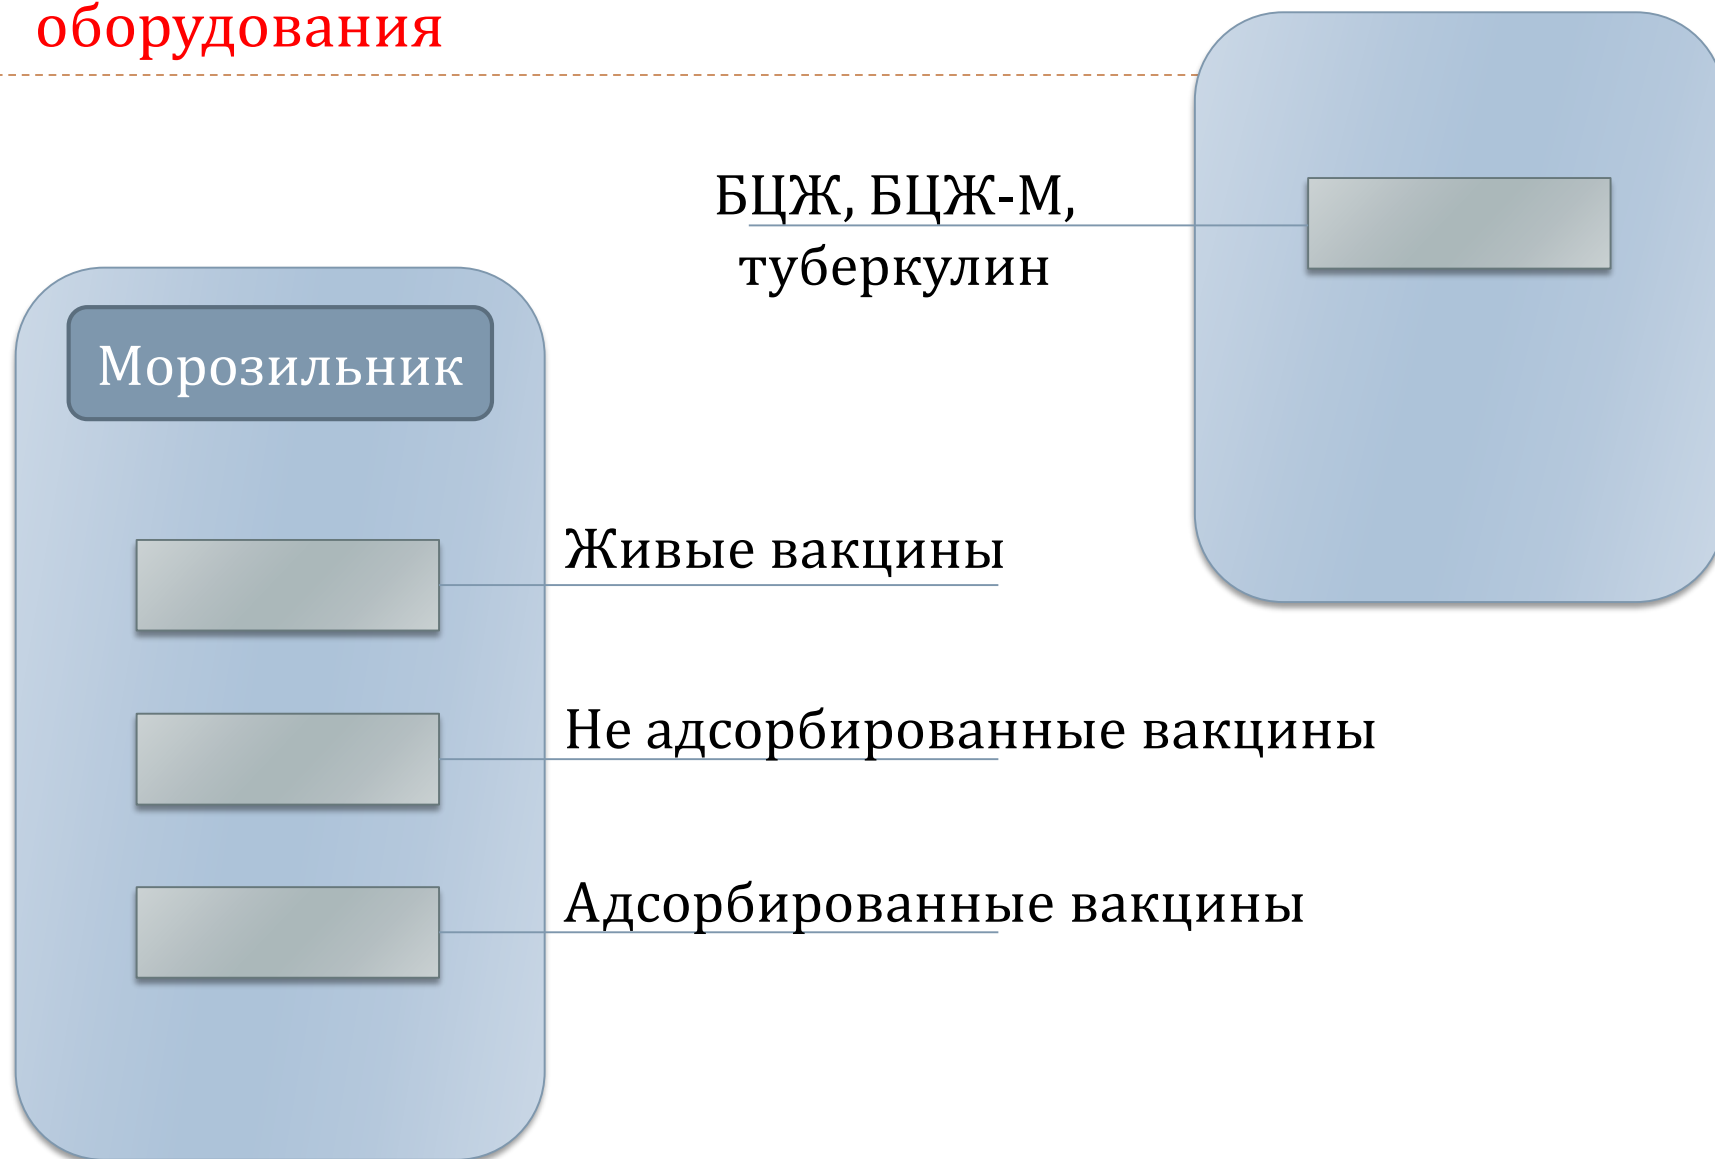 оборудования
БЦЖ, БЦЖ-М,
туберкулин
Морозильник
Живые вакцины
Не адсорбированные вакцины
Адсорбированные вакцины